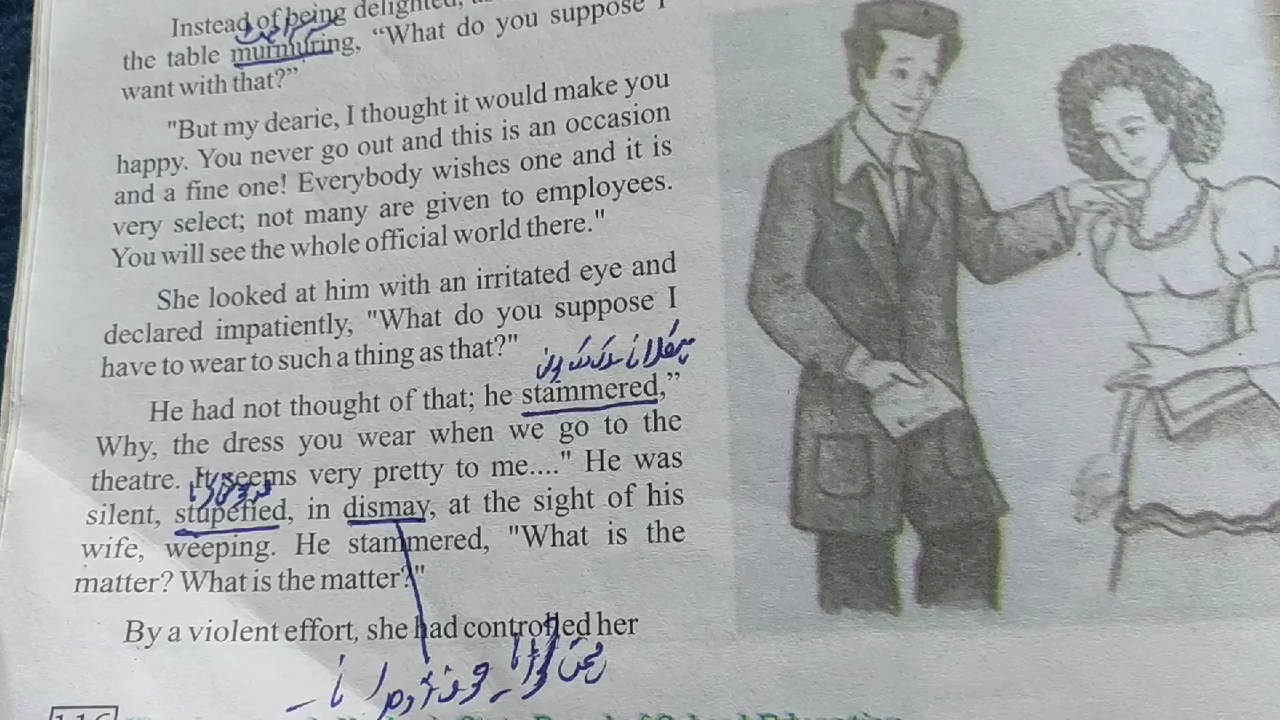 Instead of being delighted,
the table murmuring, “What do you suppose I
want with that?”
"But my dearie, I thought it would make you
happy. You never go out and this is an occasion
and a fine one! Everybody wishes one and it is
very select; not many are given to employees.
You will see the whole official world there."
She looked at him with an irritated eye and
declared impatiently, "What do you suppose I
have to wear to such a thing as that?"
He had not thought of that; he stammered,”
Why, the dress you wear when we go to the
theatre. It seems very pretty to me...." He was
silent, stupefied, in dismay, at the sight of his
wife, weeping. He stammered, "What is the
matter? What is the matter?"
By a violent effort, she had controlled her
116
State Board of School Education